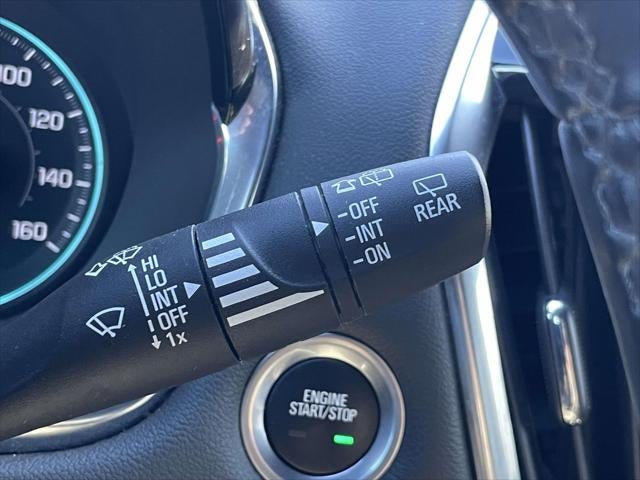 100
120
140
160
HI
LO
INT
OFF
1x
-OFF
-INT
-ON
REAR
ENGINE
START/STOP